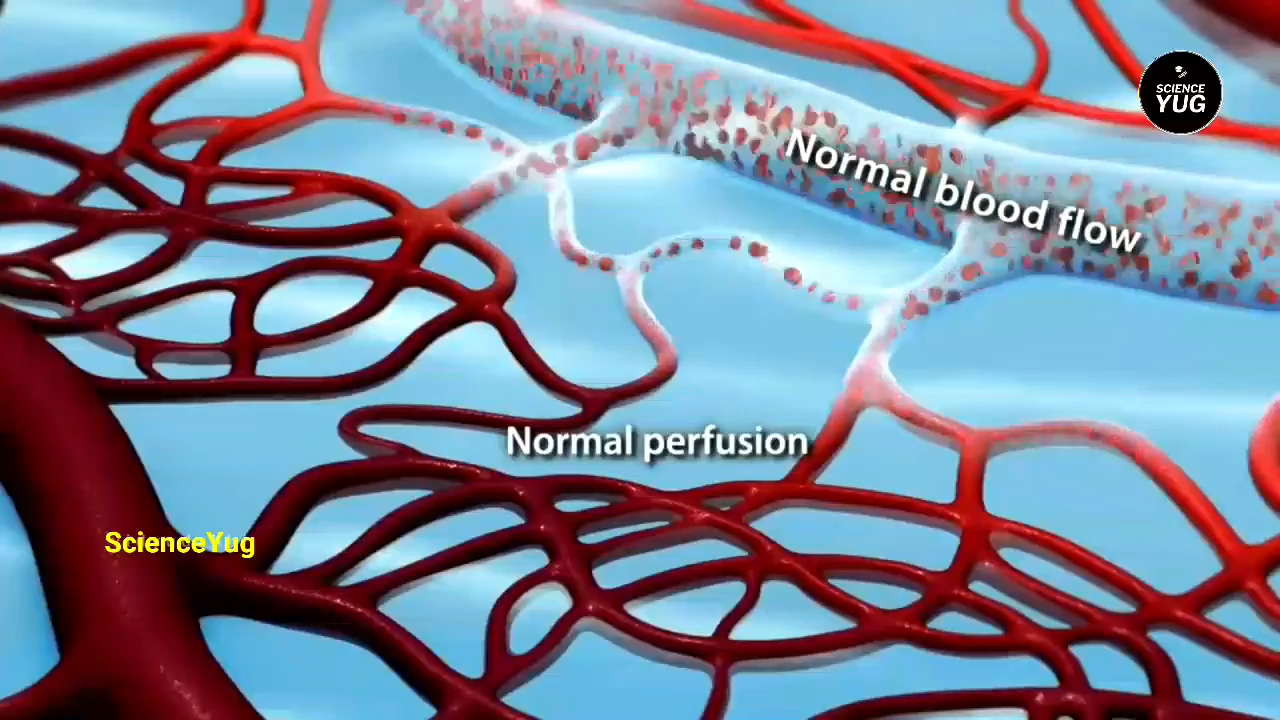 SCIENCE
YUG
Normal blood flow
Normal perfusion
ScienceYug